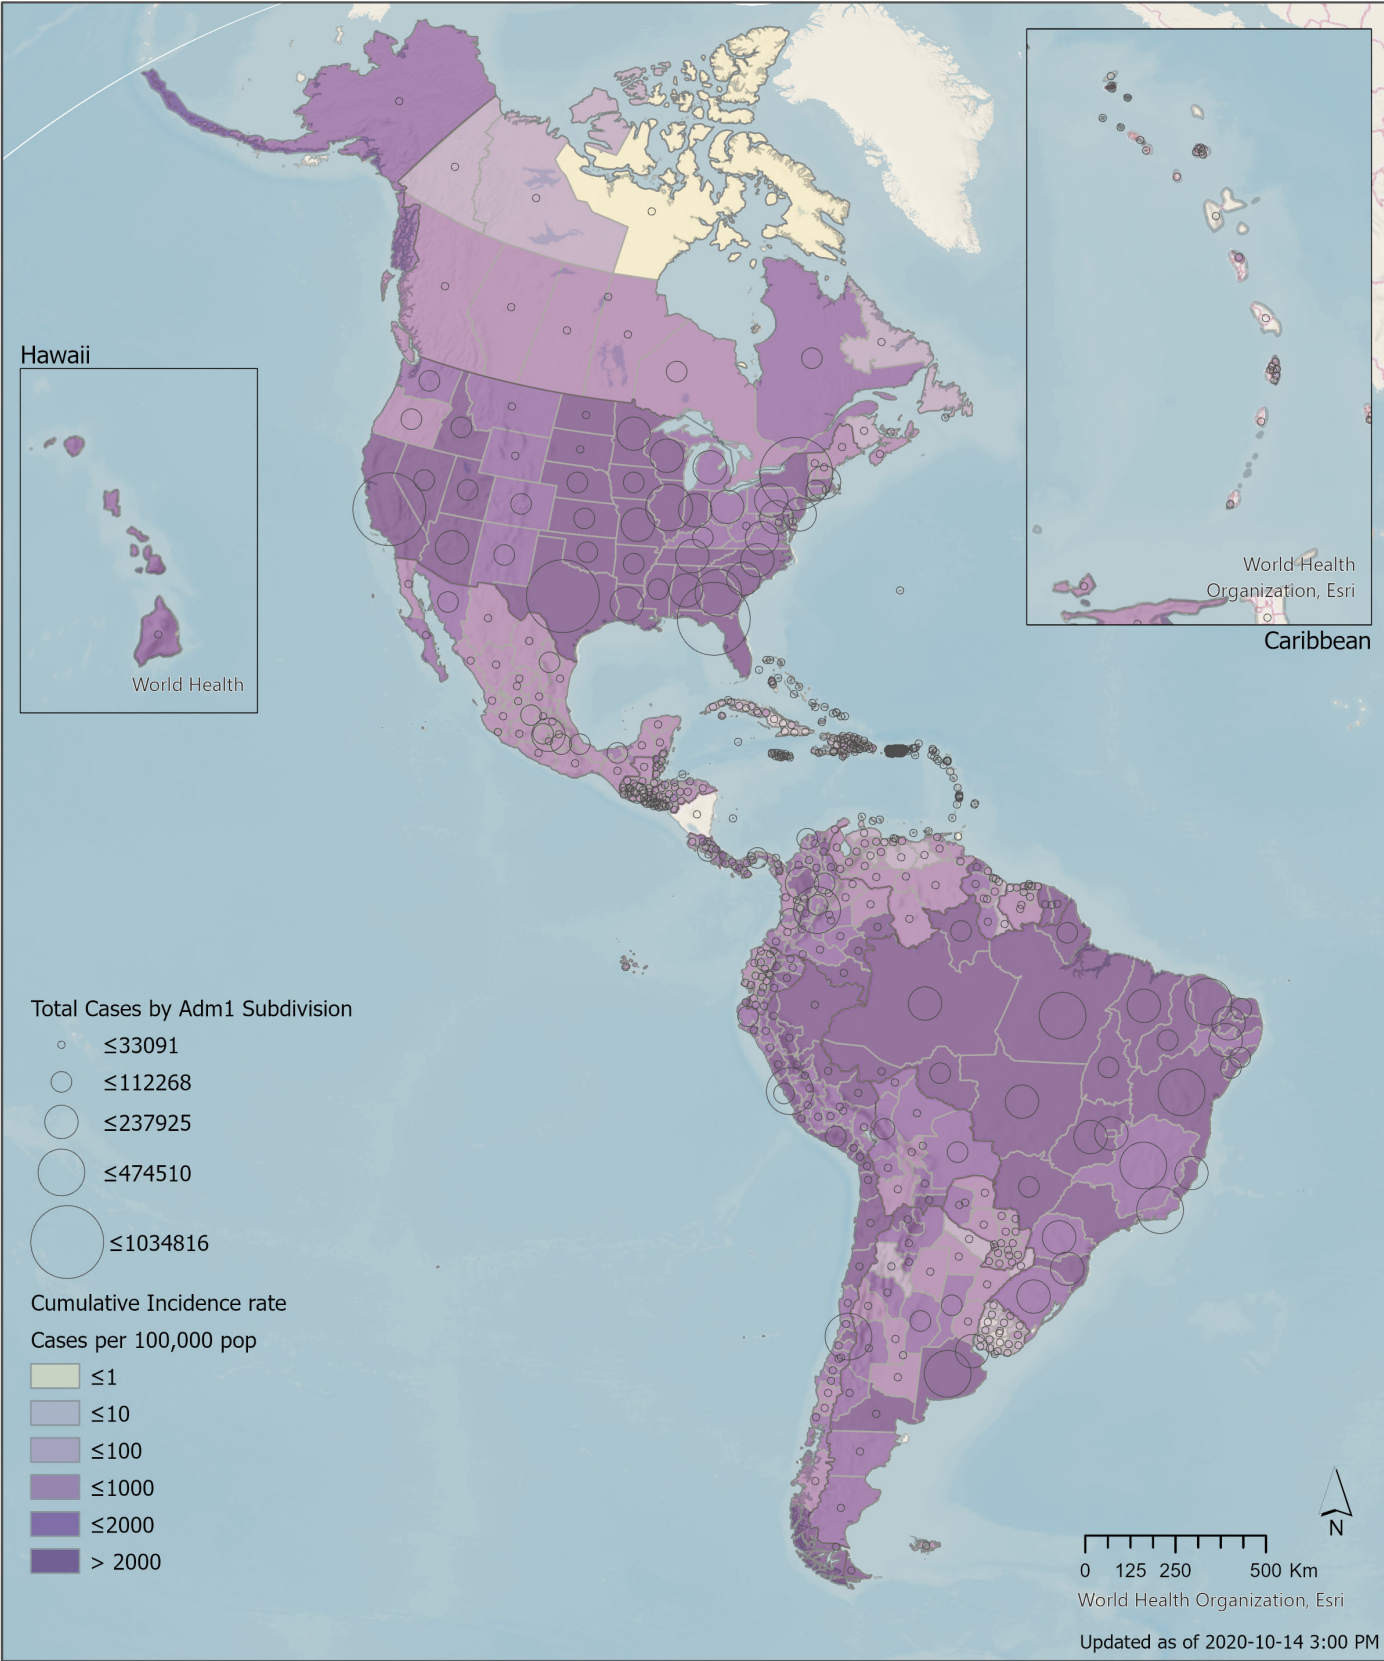 Hawaii
World Health
World Health
Organization, Esri
Caribbean
Total Cases by Adm1 Subdivision
≤33091
≤112268
≤237925
≤474510
≤1034816
Cumulative Incidence rate
Cases per 100,000 pop
≤1
≤10
≤100
≤1000
≤2000
> 2000
N
0 125 250 500 Km
World Health Organization, Esri
Updated as of 2020-10-14 3:00 PM